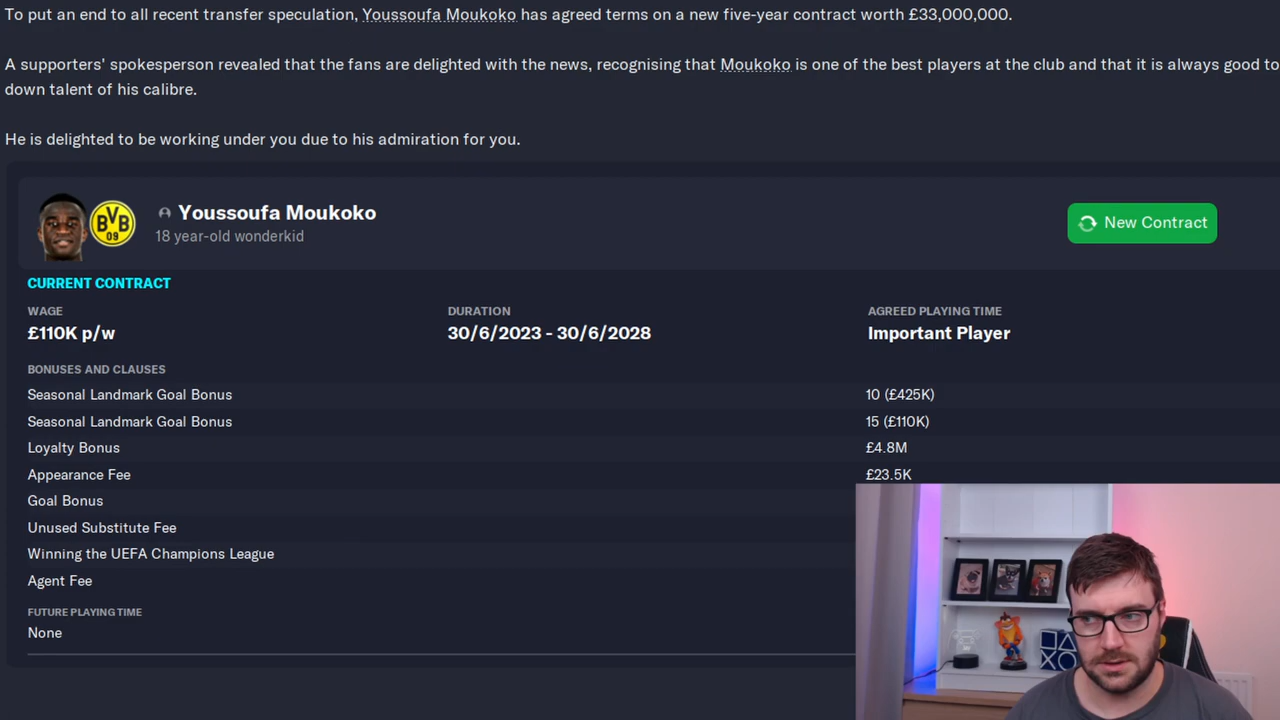 To put an end to all recent transfer speculation, Youssoufa Moukoko has agreed terms on a new five-year contract worth £33,000,000.
A supporters' spokesperson revealed that the fans are delighted with the news, recognising that Moukoko is one of the best players at the club and that it is always good to
down talent of his calibre.
He is delighted to be working under you due to his admiration for you.
BVB
09
Youssoufa Moukoko
18 year-old wonderkid
New Contract
CURRENT CONTRACT
WAGE DURATION AGREED PLAYING TIME
£110K p/w 30/6/2023 - 30/6/2028 Important Player
BONUSES AND CLAUSES
Seasonal Landmark Goal Bonus 10 (£425K)
Seasonal Landmark Goal Bonus 15 (£110K)
Loyalty Bonus £4.8M
Appearance Fee £23.5K
Goal Bonus
Unused Substitute Fee
Winning the UEFA Champions League
Agent Fee
FUTURE PLAYING TIME
None